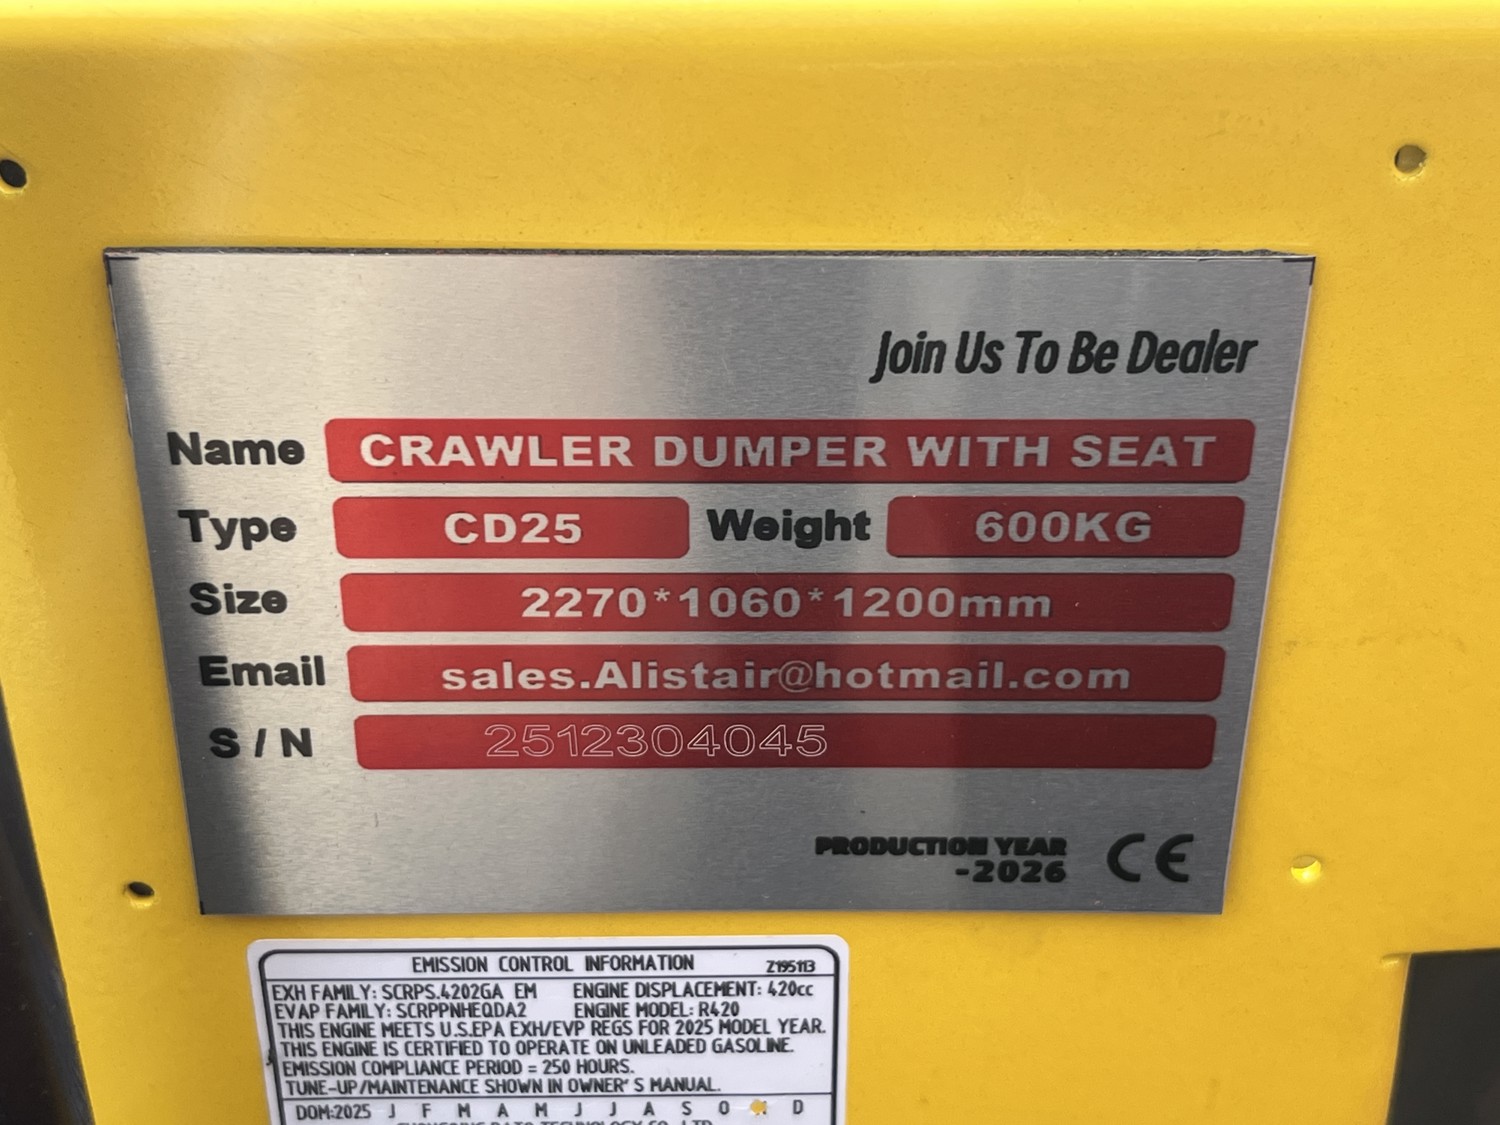 Join Us To Be Dealer
Name CRAWLER DUMPER WITH SEAT
Type CD25 Weight 600KG
Size 2270*1060*1200mm
Email sales.Alistair@hotmail.com
S / N 2512304045
PRODUCTION YEAR
-2026 CE
EMISSION CONTROL INFORMATION Z195113
EXH FAMILY: SCRPS.4202GA EM ENGINE DISPLACEMENT: 420cc
EVAP FAMILY: SCRPPNHEQDA2 ENGINE MODEL: R420
THIS ENGINE MEETS U.S.EPA EXH/EVP REGS FOR 2025 MODEL YEAR.
THIS ENGINE IS CERTIFIED TO OPERATE ON UNLEADED GASOLINE.
EMISSION COMPLIANCE PERIOD = 250 HOURS.
TUNE-UP/MAINTENANCE SHOWN IN OWNER' S MANUAL.
DOM:2025 J F M A M J J A S O D